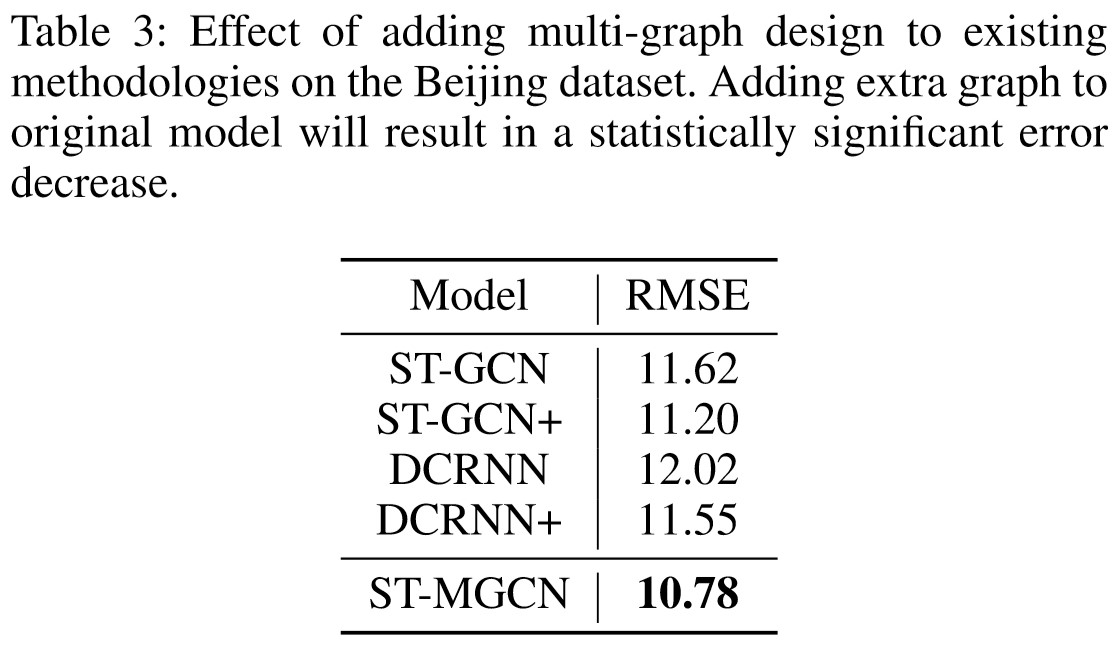 Table 3: Effect of adding multi-graph design to existing
methodologies on the Beijing dataset. Adding extra graph to
original model will result in a statistically significant error
decrease.
Model RMSE
ST-GCN 11.62
ST-GCN+ 11.20
DCRNN 12.02
DCRNN+ 11.55
ST-MGCN 10.78